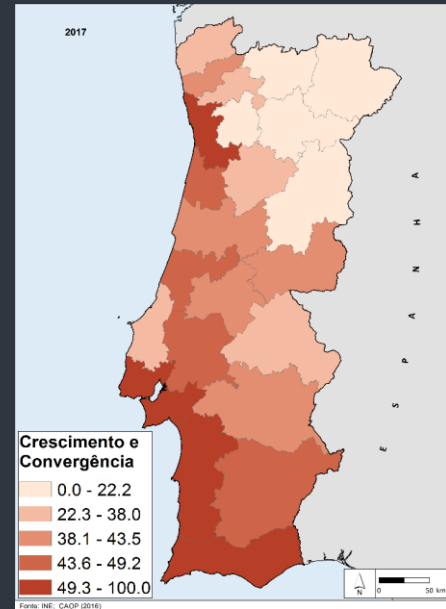 2017
E S P A N H A
Crescimento e
Convergência
0.0 - 22.2
22.3 - 38.0
38.1 - 43.5
43.6 - 49.2
49.3 - 100.0
N
0 50 km
Fonte: INE; CAOP (2016)